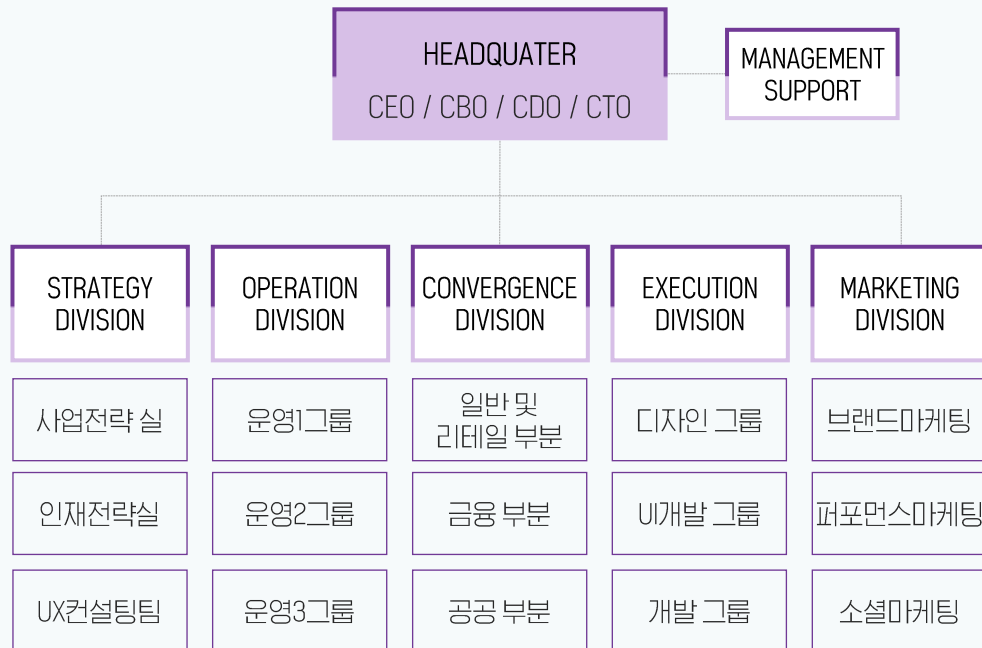 HEADQUATER
CEO / CBO / CDO / CTO
MANAGEMENT
SUPPORT
STRATEGY
DIVISION
OPERATION
DIVISION
CONVERGENCE
DIVISION
EXECUTION
DIVISION
MARKETING
DIVISION
사업전략 실
운영1그룹
일반 및
리테일 부분
디자인 그룹
브랜드마케팅
인재전략실
운영2그룹
금융 부분
UI개발 그룹
퍼포먼스마케팅
UX컨설팅팀
운영3그룹
공공 부분
개발 그룹
소셜마케팅